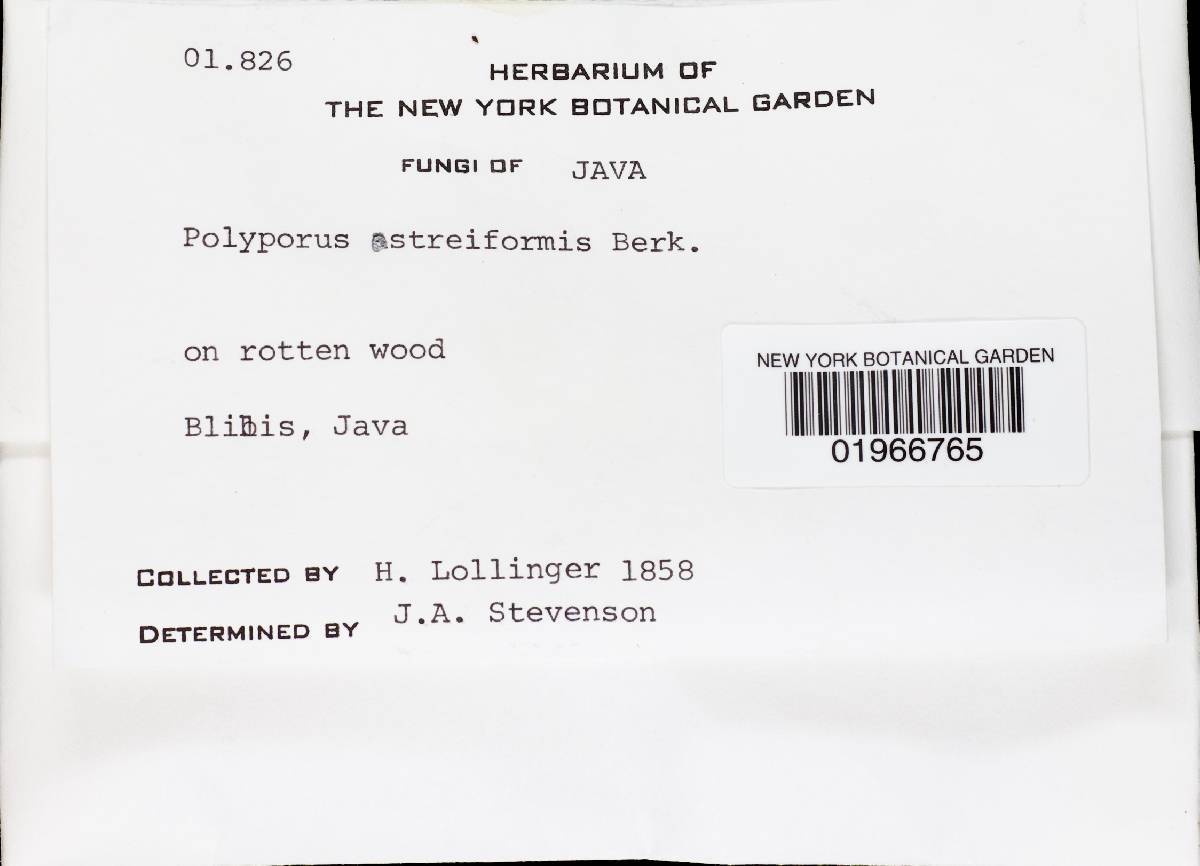 01.826
HERBARIUM OF
THE NEW YORK BOTANICAL GARDEN
FUNGI OF JAVA
Polyporus Berk.
on rotten wood
NEW YORK BOTANICAL GARDEN
01966765
Java
COLLECTED BY H. Lollinger 1858
DETERMINED BY J.A. Stevenson